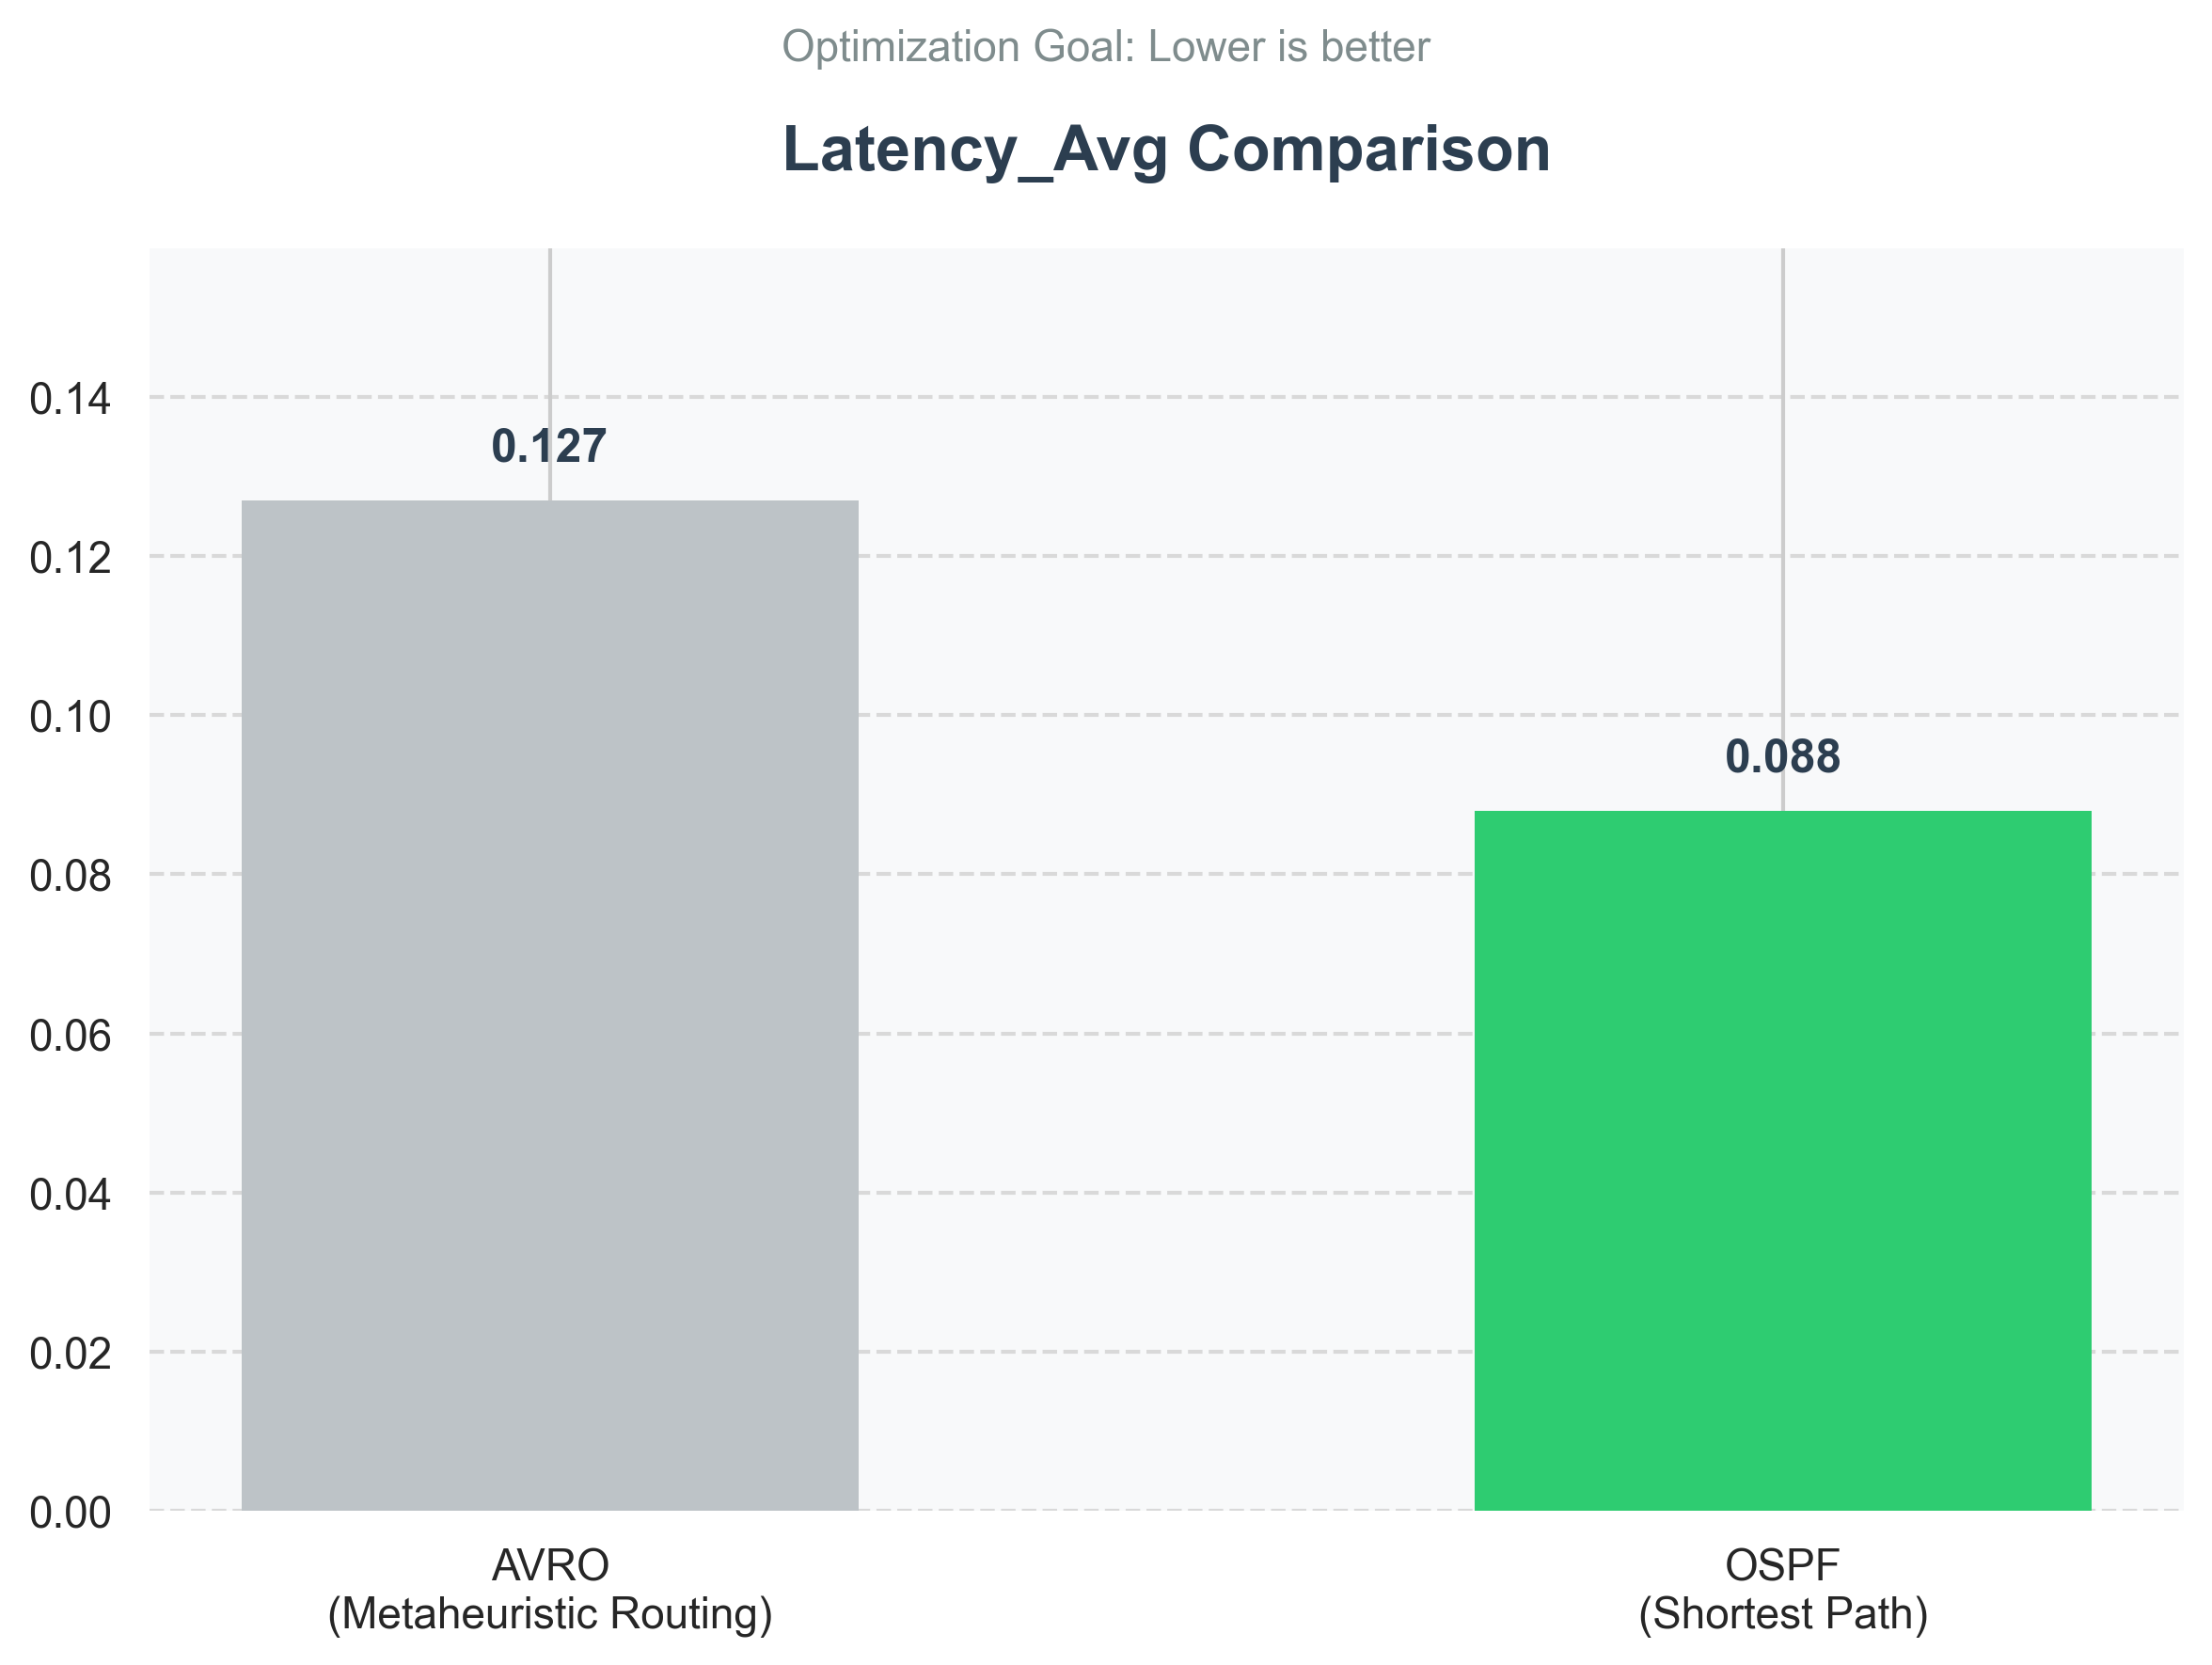 Optimization Goal: Lower is better
Latency_Avg Comparison
0.14
0.127
0.12
0.10
0.088
0.08
0.06
0.04
0.02
0.00
AVRO
(Metaheuristic Routing)
OSPF
(Shortest Path)